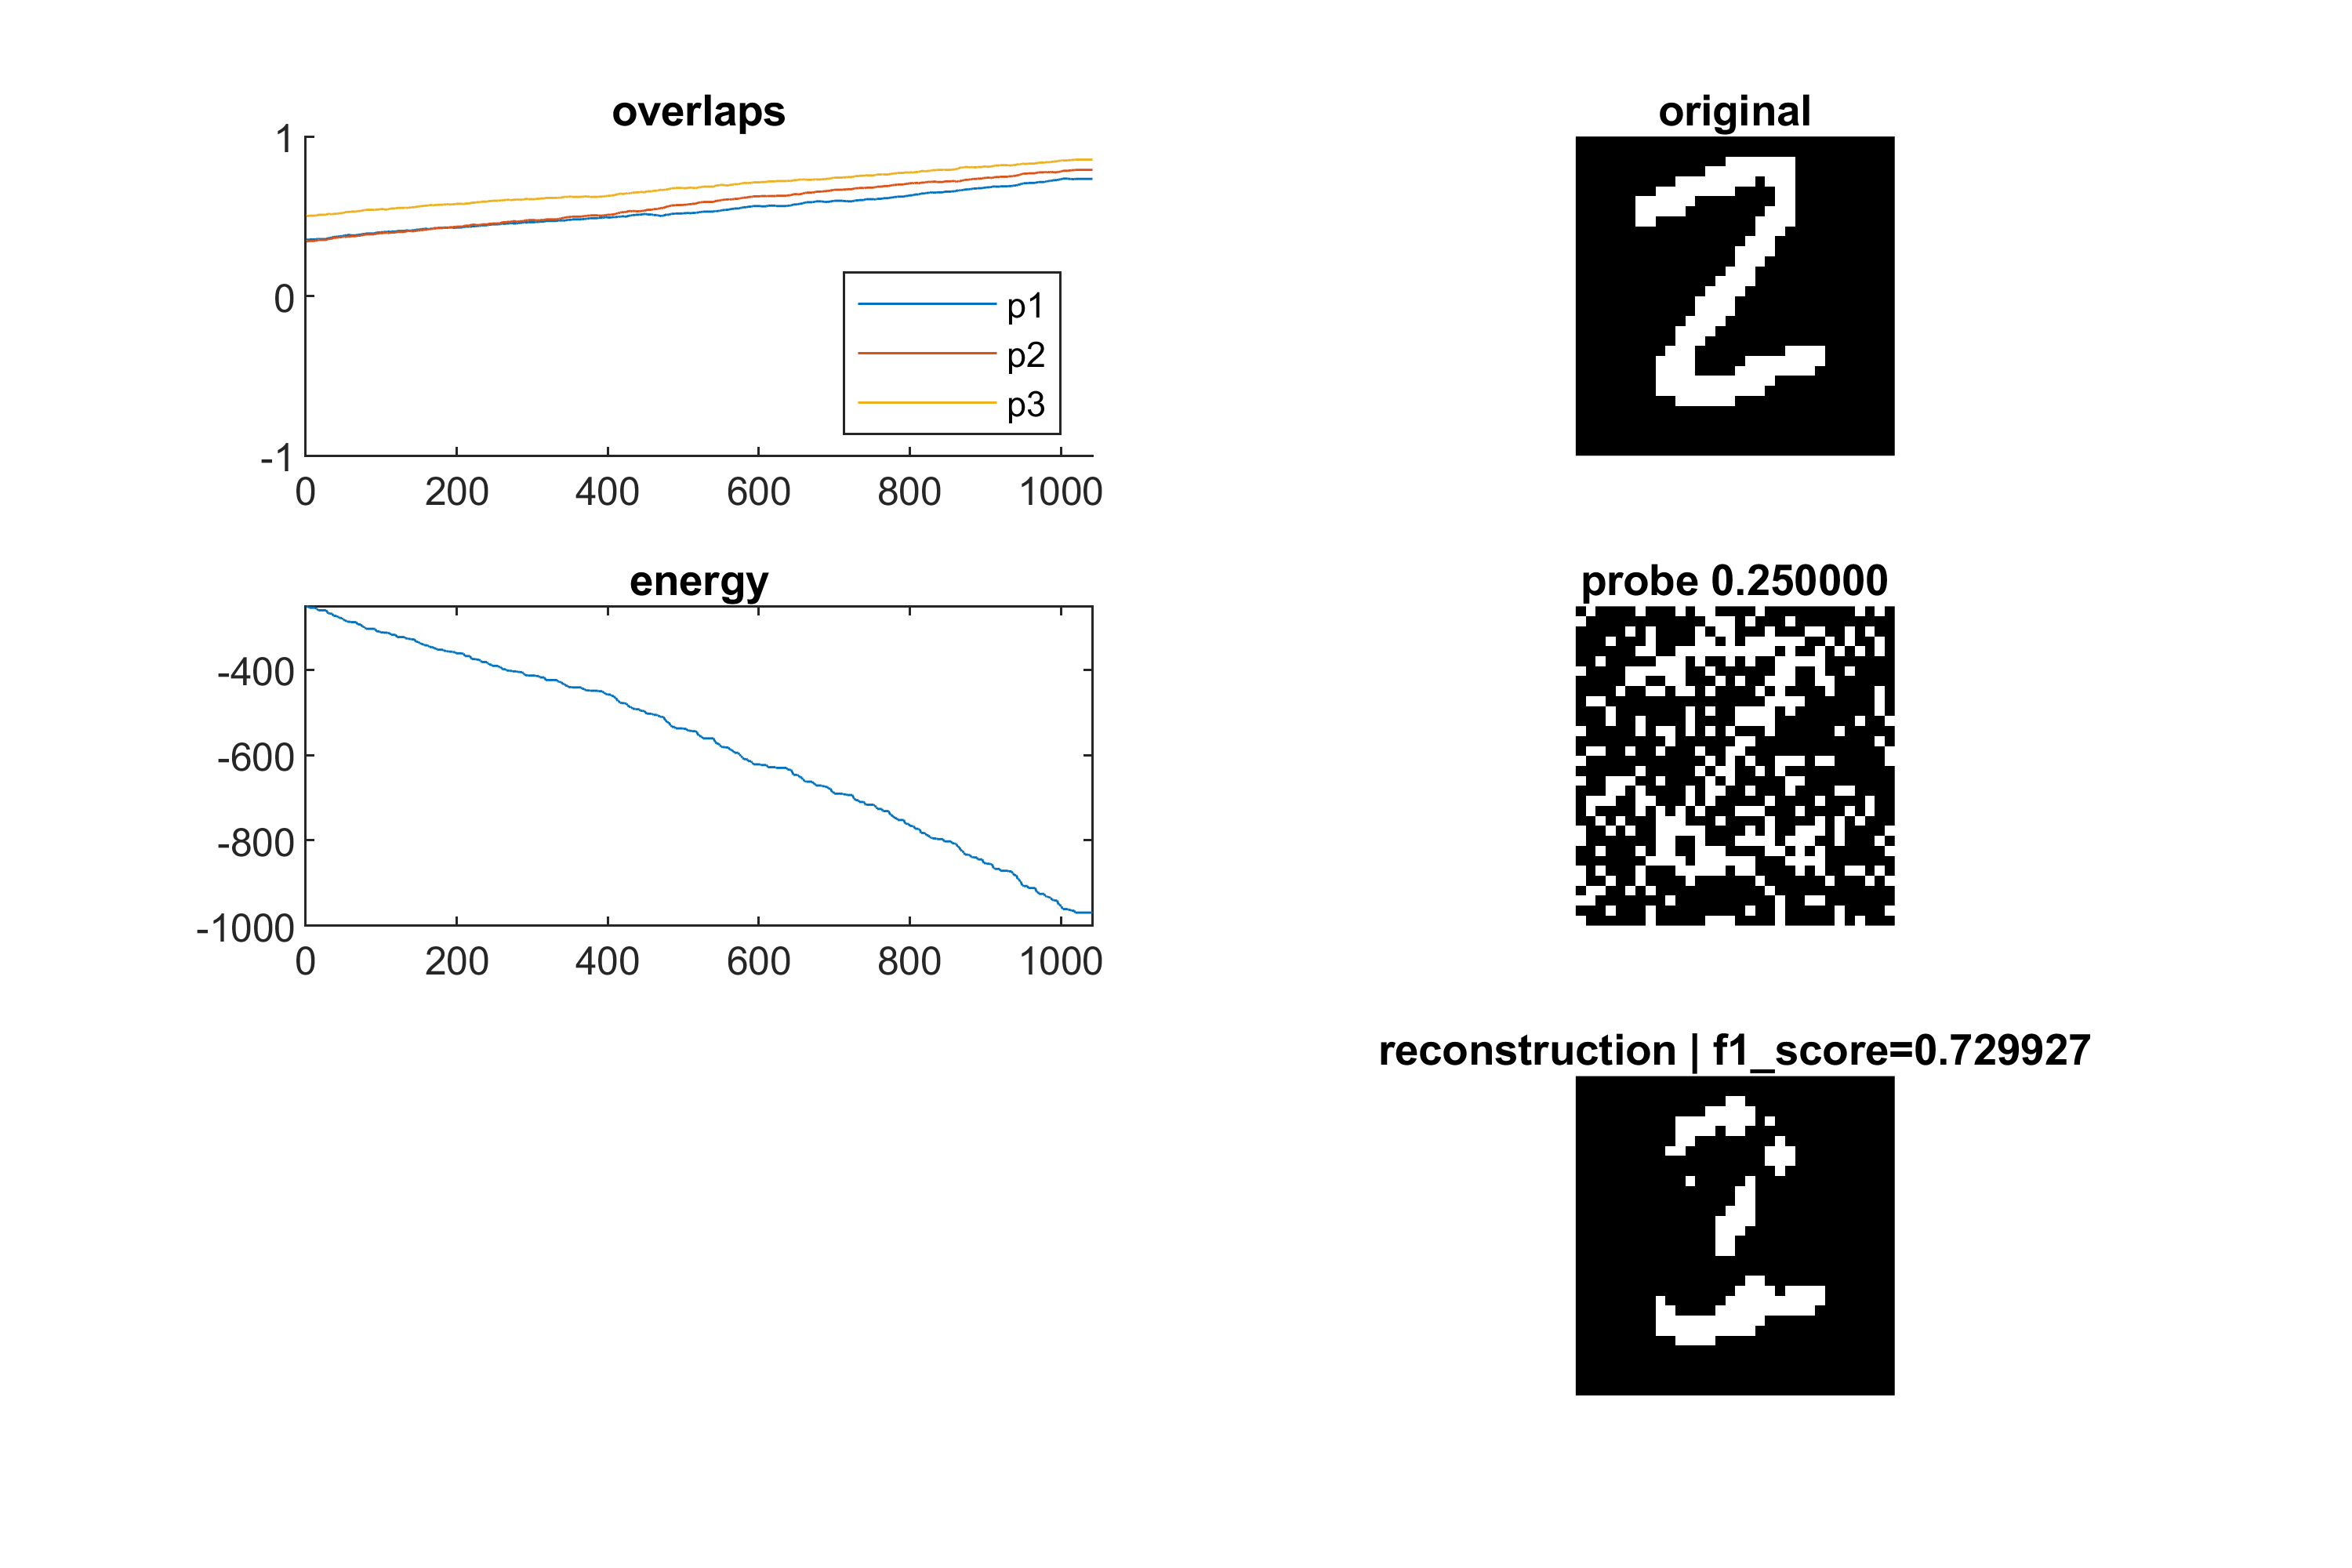 overlaps
1
0
-1
0 200 400 600 800 1000
p1
p2
p3
original
energy
-400
-600
-800
-1000
0 200 400 600 800 1000
probe 0.250000
reconstruction | f1_score=0.729927